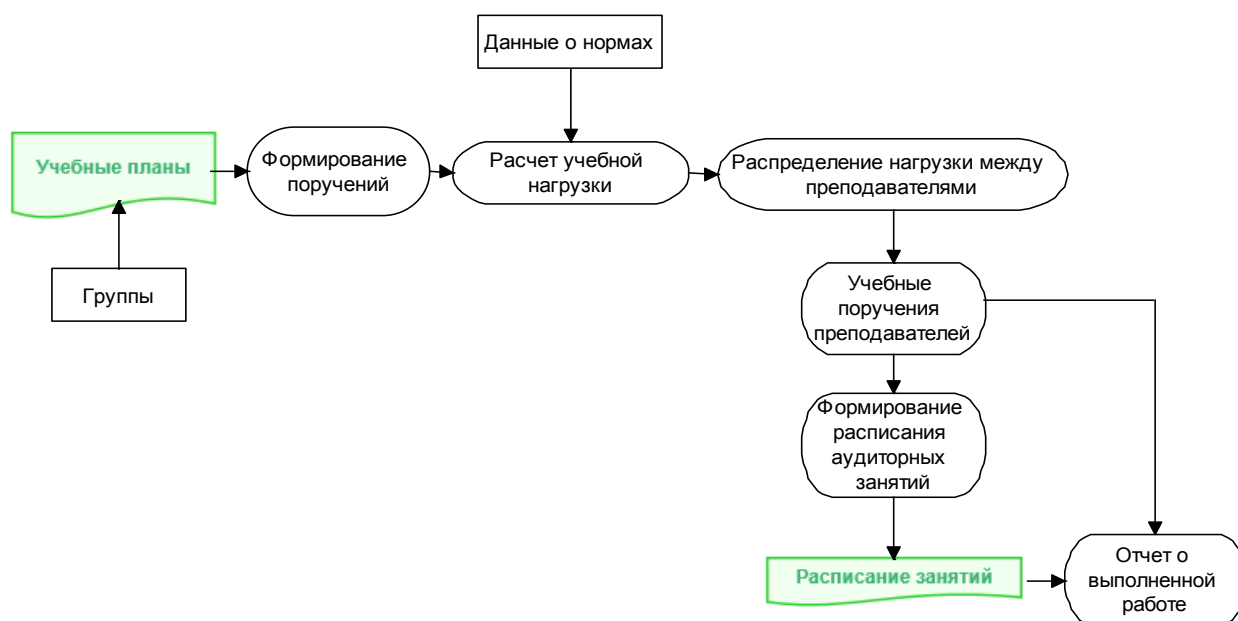 Данные о нормах
Учебные планы
Формирование
поручений
Расчет учебной
нагрузки
Распределение нагрузки между
преподавателями
Группы
Учебные
поручения
преподавателей
Формирование
расписания
аудиторных
занятий
Расписание занятий
Отчет о
выполненной
работе